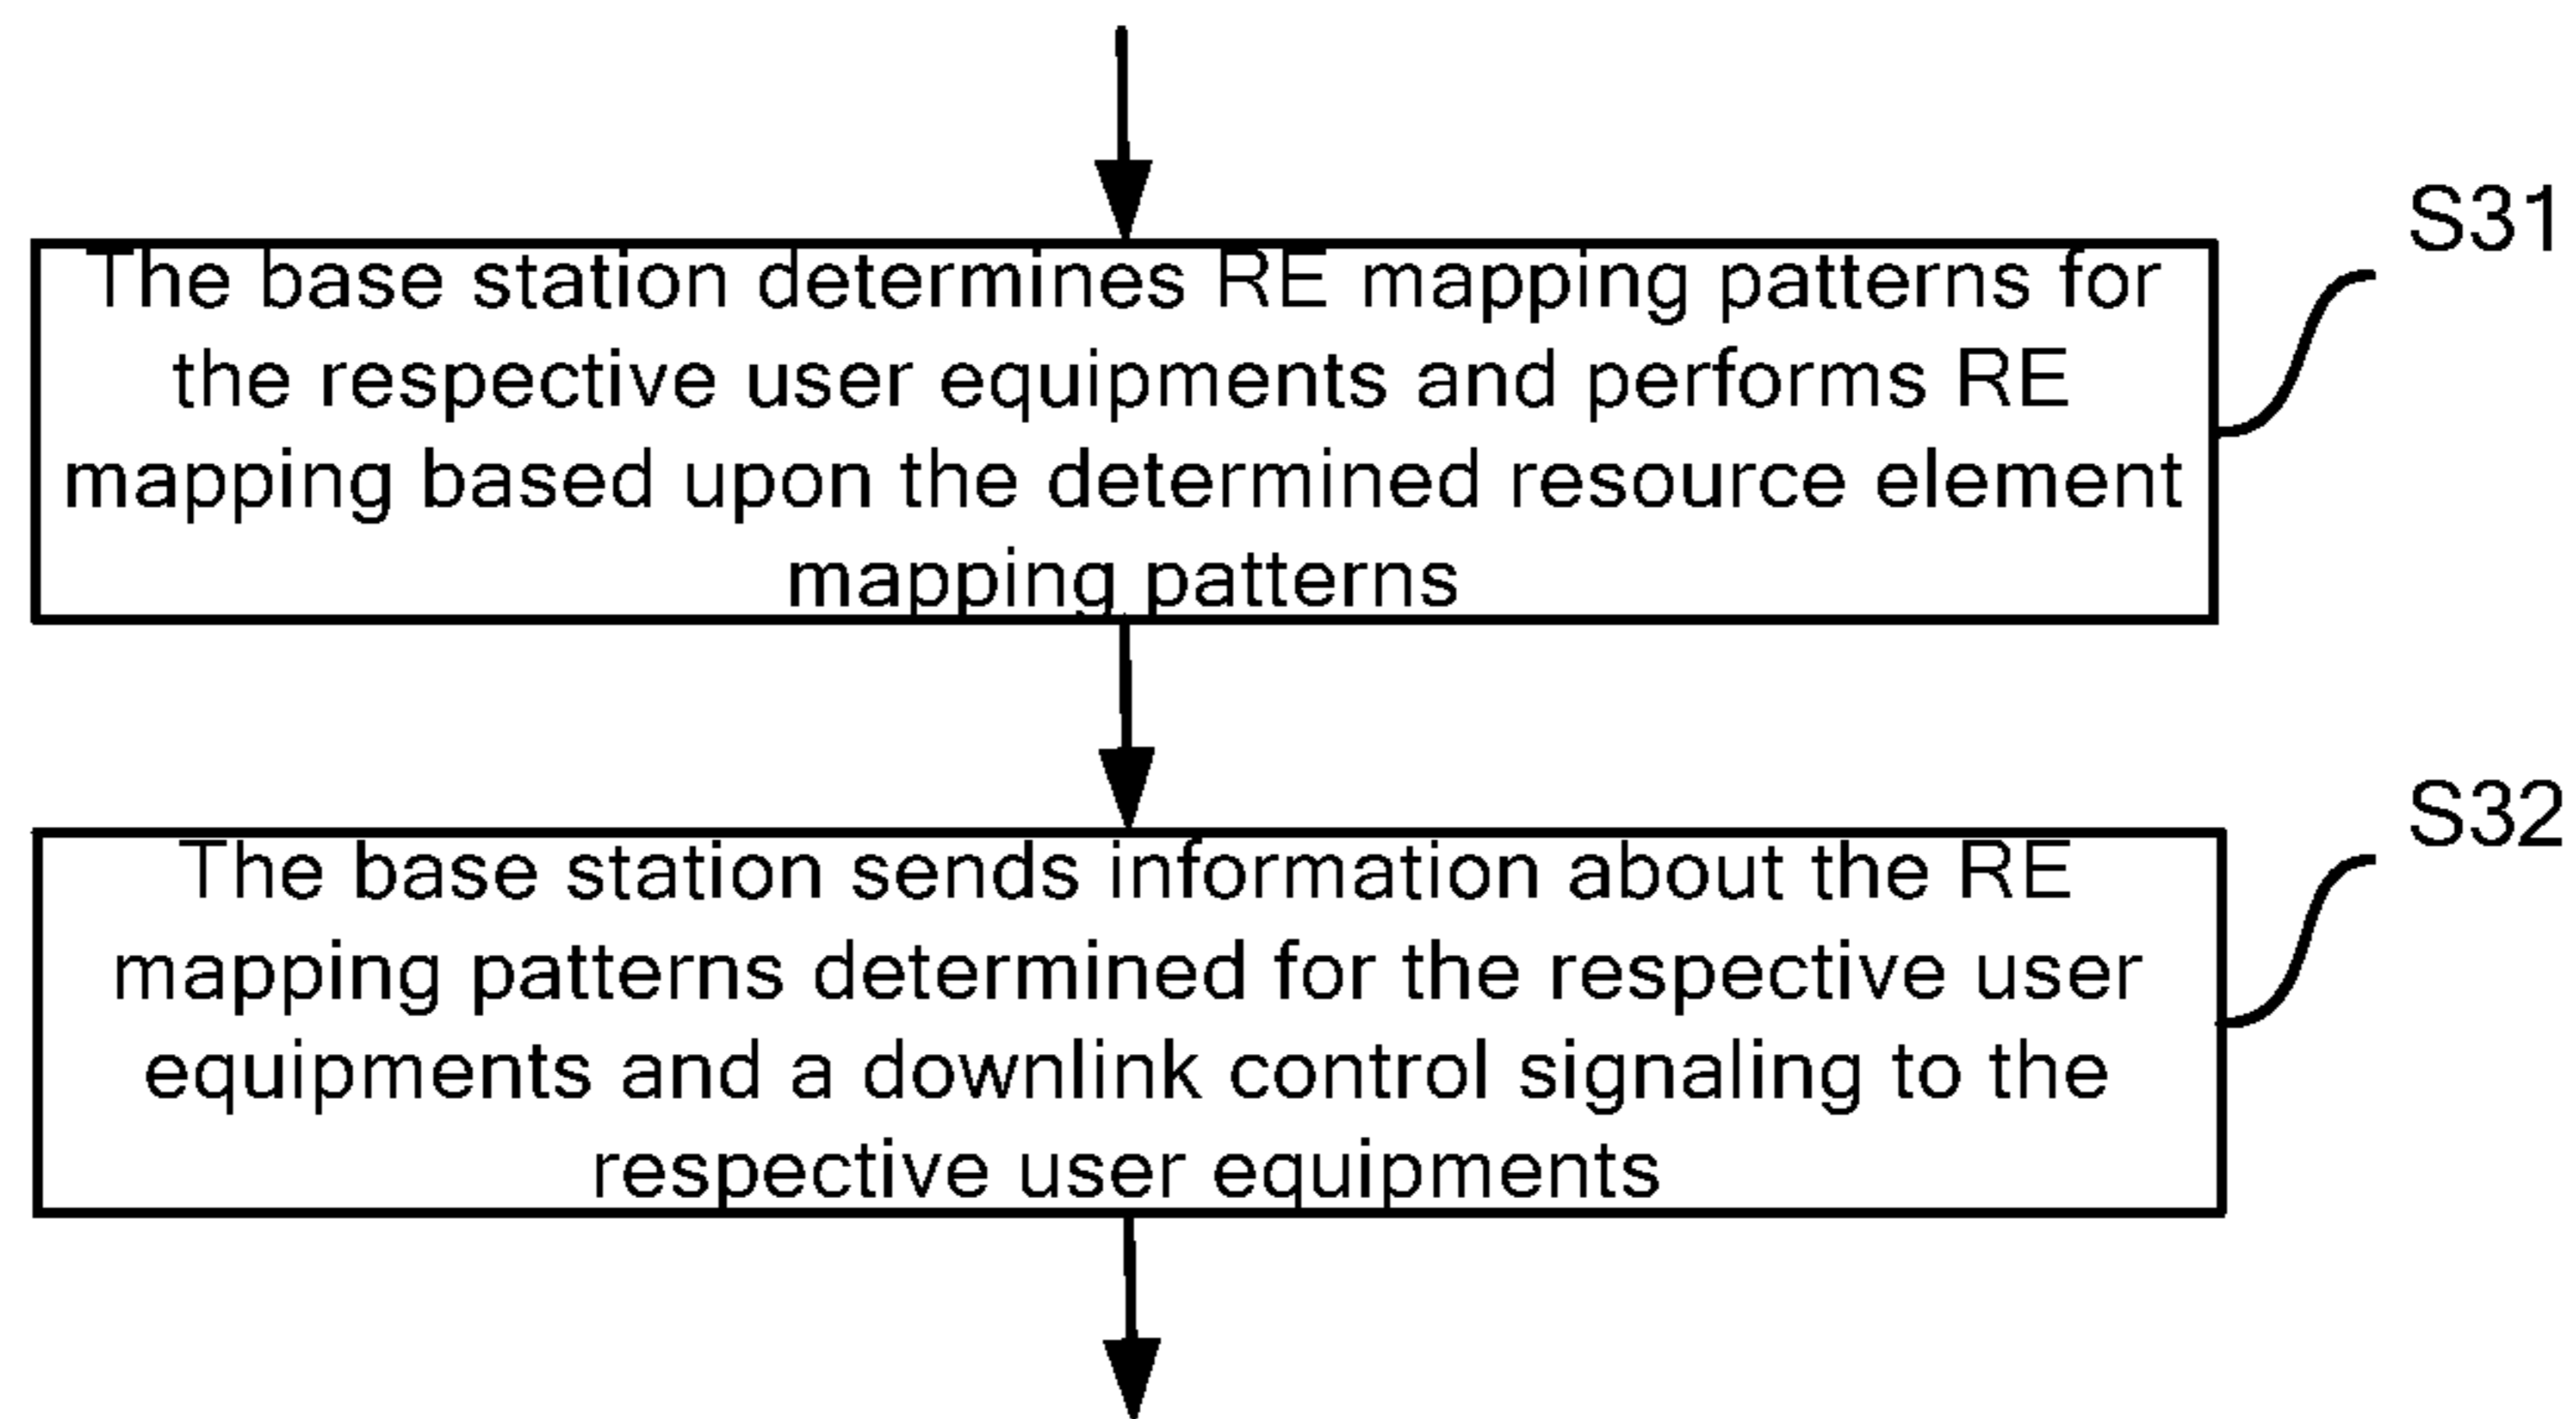 S31
The base station determines RE mapping patterns for
the respective user equipments and performs RE
mapping based upon the determined resource element
mapping patterns
S32
The base station sends information about the RE
mapping patterns determined for the respective user
equipments and a downlink control signaling to the
respective user equipments